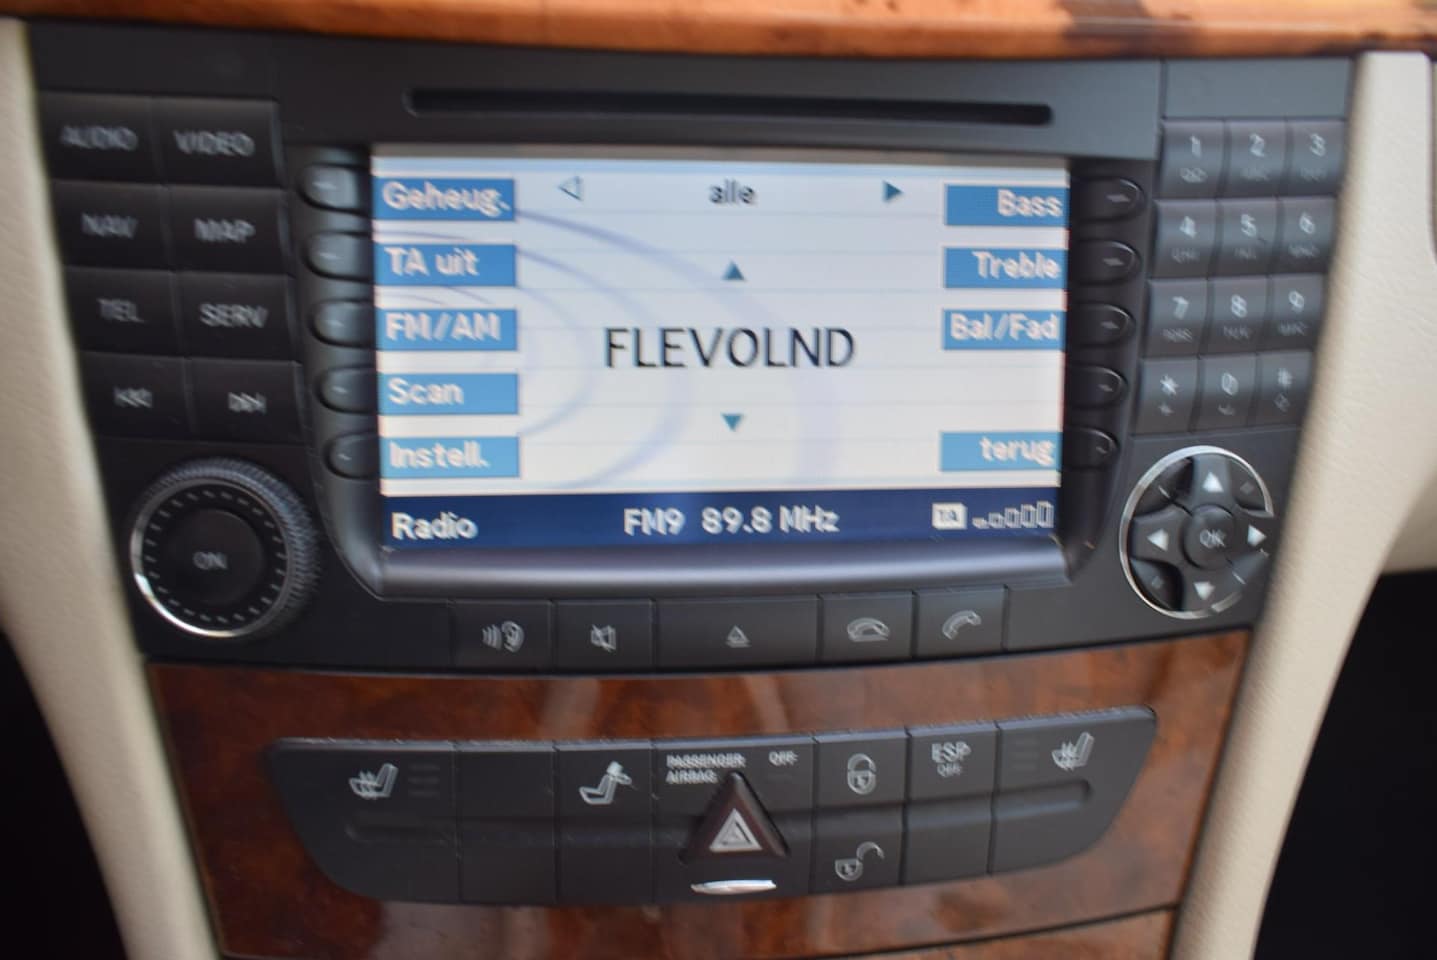 AUDIO VIDEO
NAV MAP
TEL SERV
ON
Geheug. alle Bass
TA uit Treble
FM/AM FLEVOLND Bal/Fad
Scan
Instell. terug
Radio FM9 89.8 MHz TA
1 2 3
4 5 6
7 8 9
* 0 #
OK
PASSENGER OFF
AIRBAG
ESP
OFF